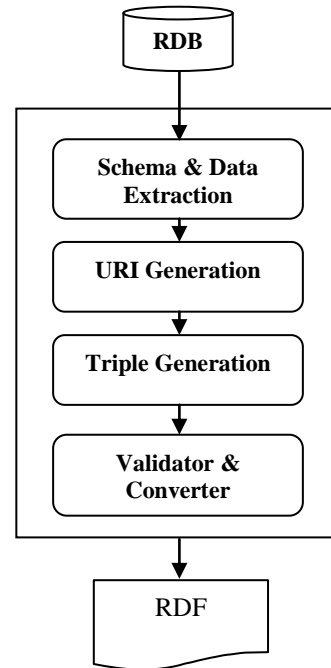 RDB
Schema & Data
Extraction
URI Generation
Triple Generation
Validator &
Converter
RDF